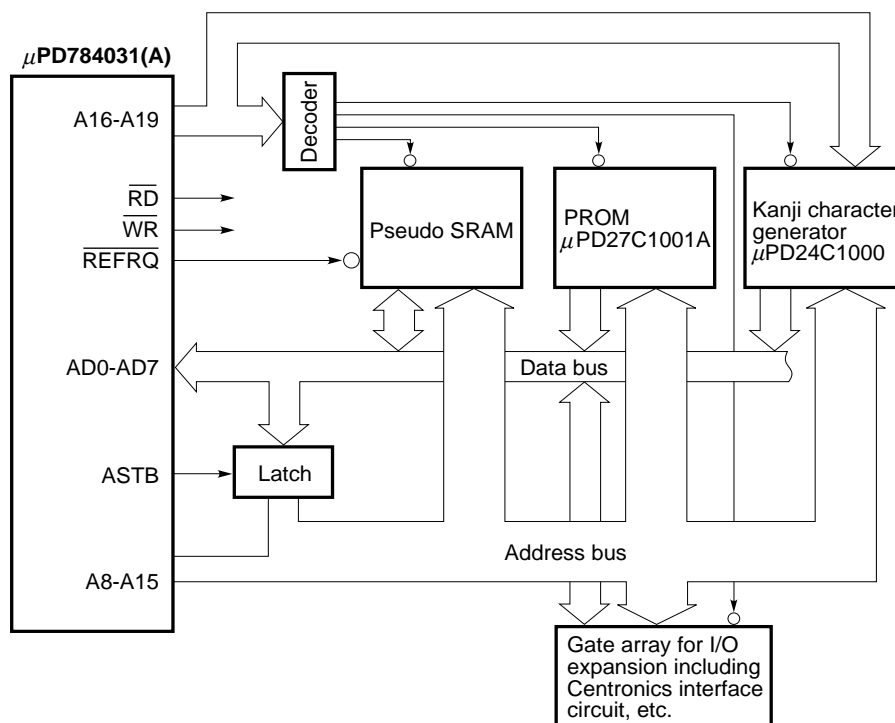 μPD784031(A)
A16-A19
Decoder
RD
WR
REFRQ
Pseudo SRAM
PROM
μPD27C1001A
Kanji character
generator
μPD24C1000
AD0-AD7
Data bus
ASTB
Latch
Address bus
A8-A15
Gate array for I/O
expansion including
Centronics interface
circuit, etc.